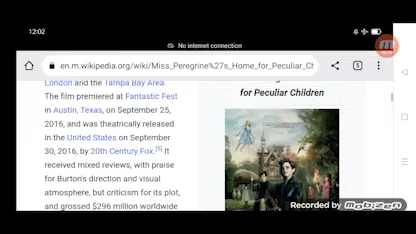 12:02
No internet connection
en.m.wikipedia.org/wiki/Miss_Peregrine%27s_Home_for_Peculiar_Ch
5
London and the Tampa Bay Area.
The film premiered at Fantastic Fest
in Austin, Texas, on September 25,
2016, and was theatrically released
in the United States on September
30, 2016, by 20th Century Fox.[5] It
received mixed reviews, with praise
for Burton's direction and visual
atmosphere, but criticism for its plot,
and grossed $296 million worldwide
for Peculiar Children
Recorded by Mobizen